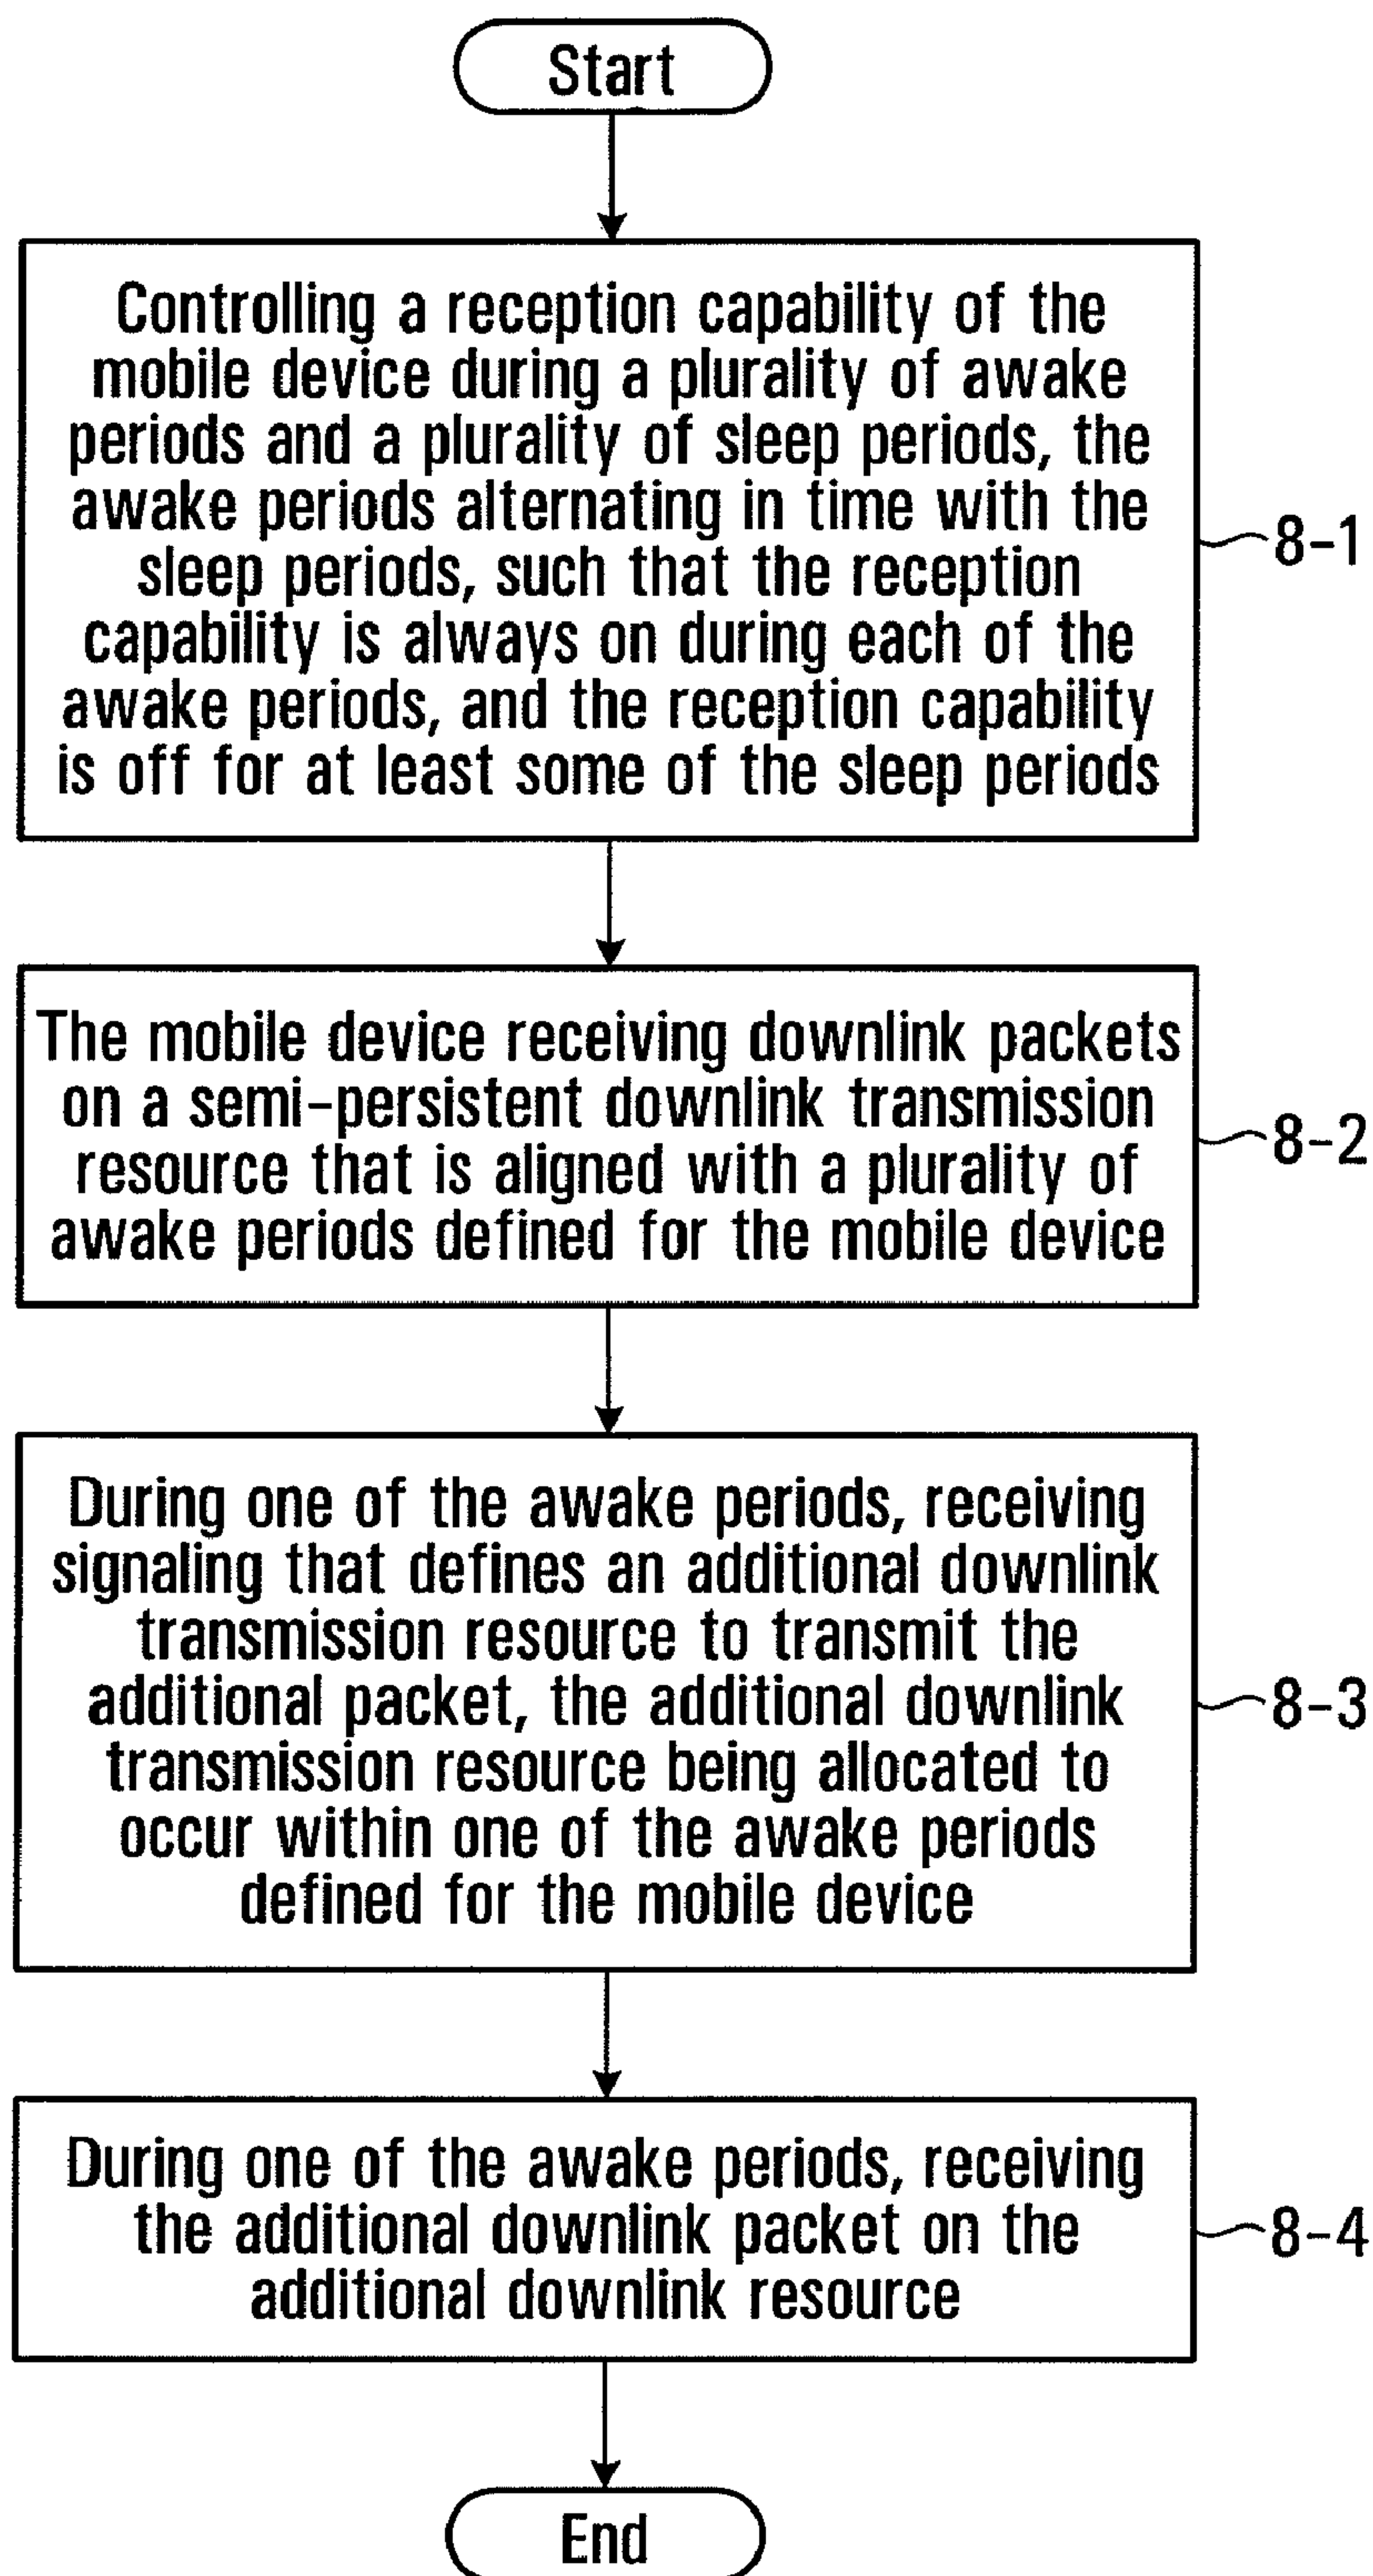 Start
Controlling a reception capability of the
mobile device during a plurality of awake
periods and a plurality of sleep periods, the
awake periods alternating in time with the
sleep periods, such that the reception
capability is always on during each of the
awake periods, and the reception capability
is off for at least some of the sleep periods
8-1
The mobile device receiving downlink packets
on a semi-persistent downlink transmission
resource that is aligned with a plurality of
awake periods defined for the mobile device
8-2
During one of the awake periods, receiving
signaling that defines an additional downlink
transmission resource to transmit the
additional packet, the additional downlink
transmission resource being allocated to
occur within one of the awake periods
defined for the mobile device
8-3
During one of the awake periods, receiving
the additional downlink packet on the
additional downlink resource
8-4
End